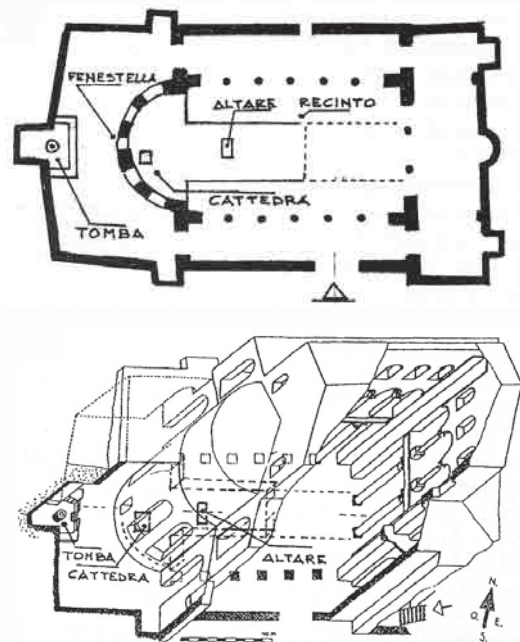 FENESTELLA
ALTARE
RECINTO
CATTEDRA
TOMBA
TOMBA
CATTEDRA
ALTARE
N.
O.
E.
S.